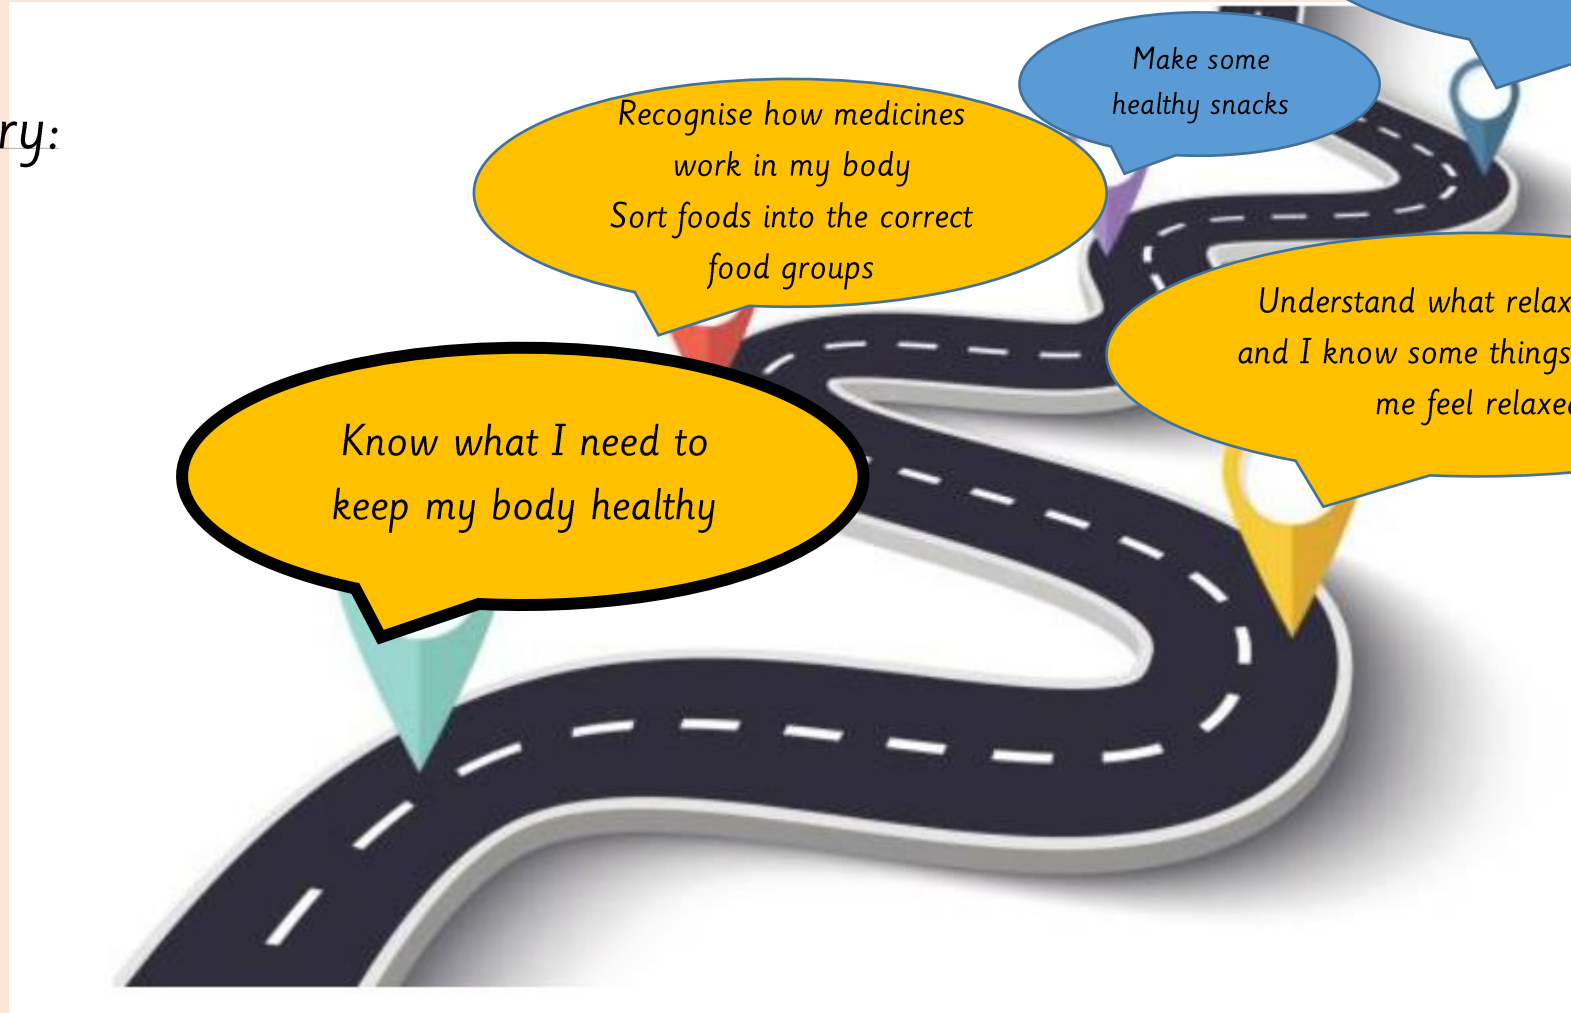 ry:
Make some
healthy snacks
Recognise how medicines
work in my body
Sort foods into the correct
food groups
Understand what relax
and I know some things
me feel relaxe
Know what I need to
keep my body healthy